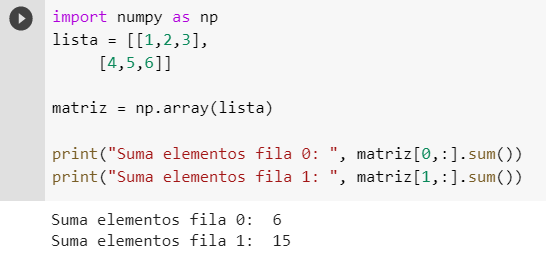 import numpy as np
lista = [[1,2,3],
     [4,5,6]]
matriz = np.array(lista)
print("Suma elementos fila 0: ", matriz[0,:].sum())
print("Suma elementos fila 1: ", matriz[1,:].sum())
Suma elementos fila 0:  6
Suma elementos fila 1:  15